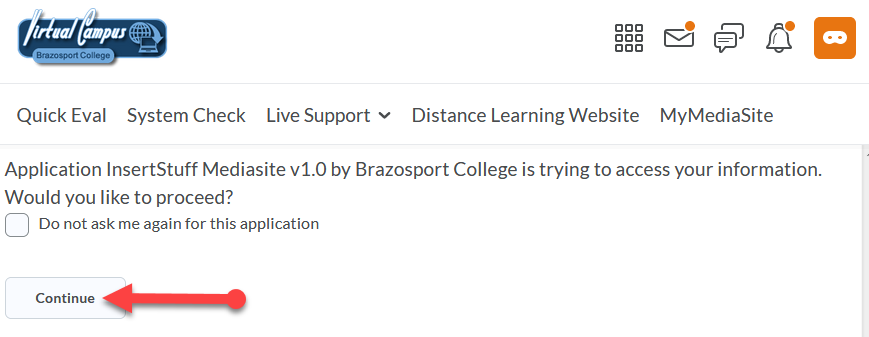 Virtual Campus
Brazosport College
Quick Eval System Check Live Support Distance Learning Website MyMediaSite
Application InsertStuff Mediasite v1.0 by Brazosport College is trying to access your information.
Would you like to proceed?
Do not ask me again for this application
Continue